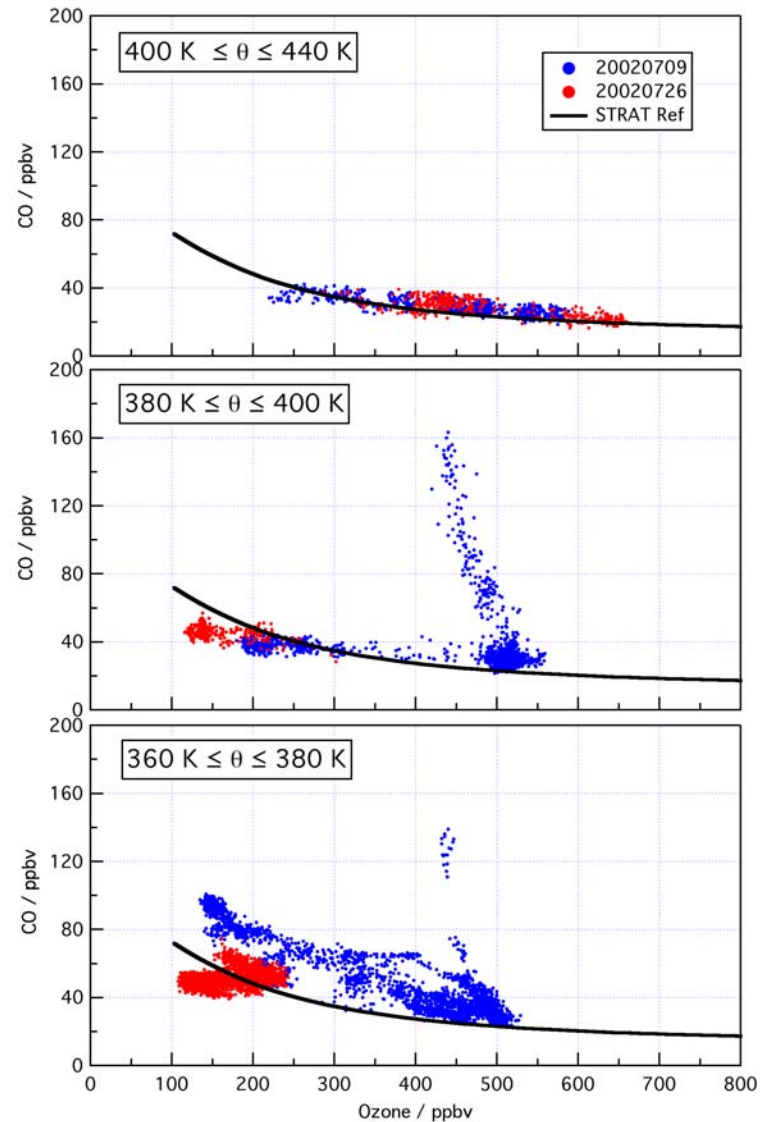 200
160
120
80
40
0
CO / ppbv
400 K ≤ θ ≤ 440 K
20020709
20020726
STRAT Ref
200
160
120
80
40
0
CO / ppbv
380 K ≤ θ ≤ 400 K
200
160
120
80
40
0
CO / ppbv
360 K ≤ θ ≤ 380 K
0 100 200 300 400 500 600 700 800
Ozone / ppbv